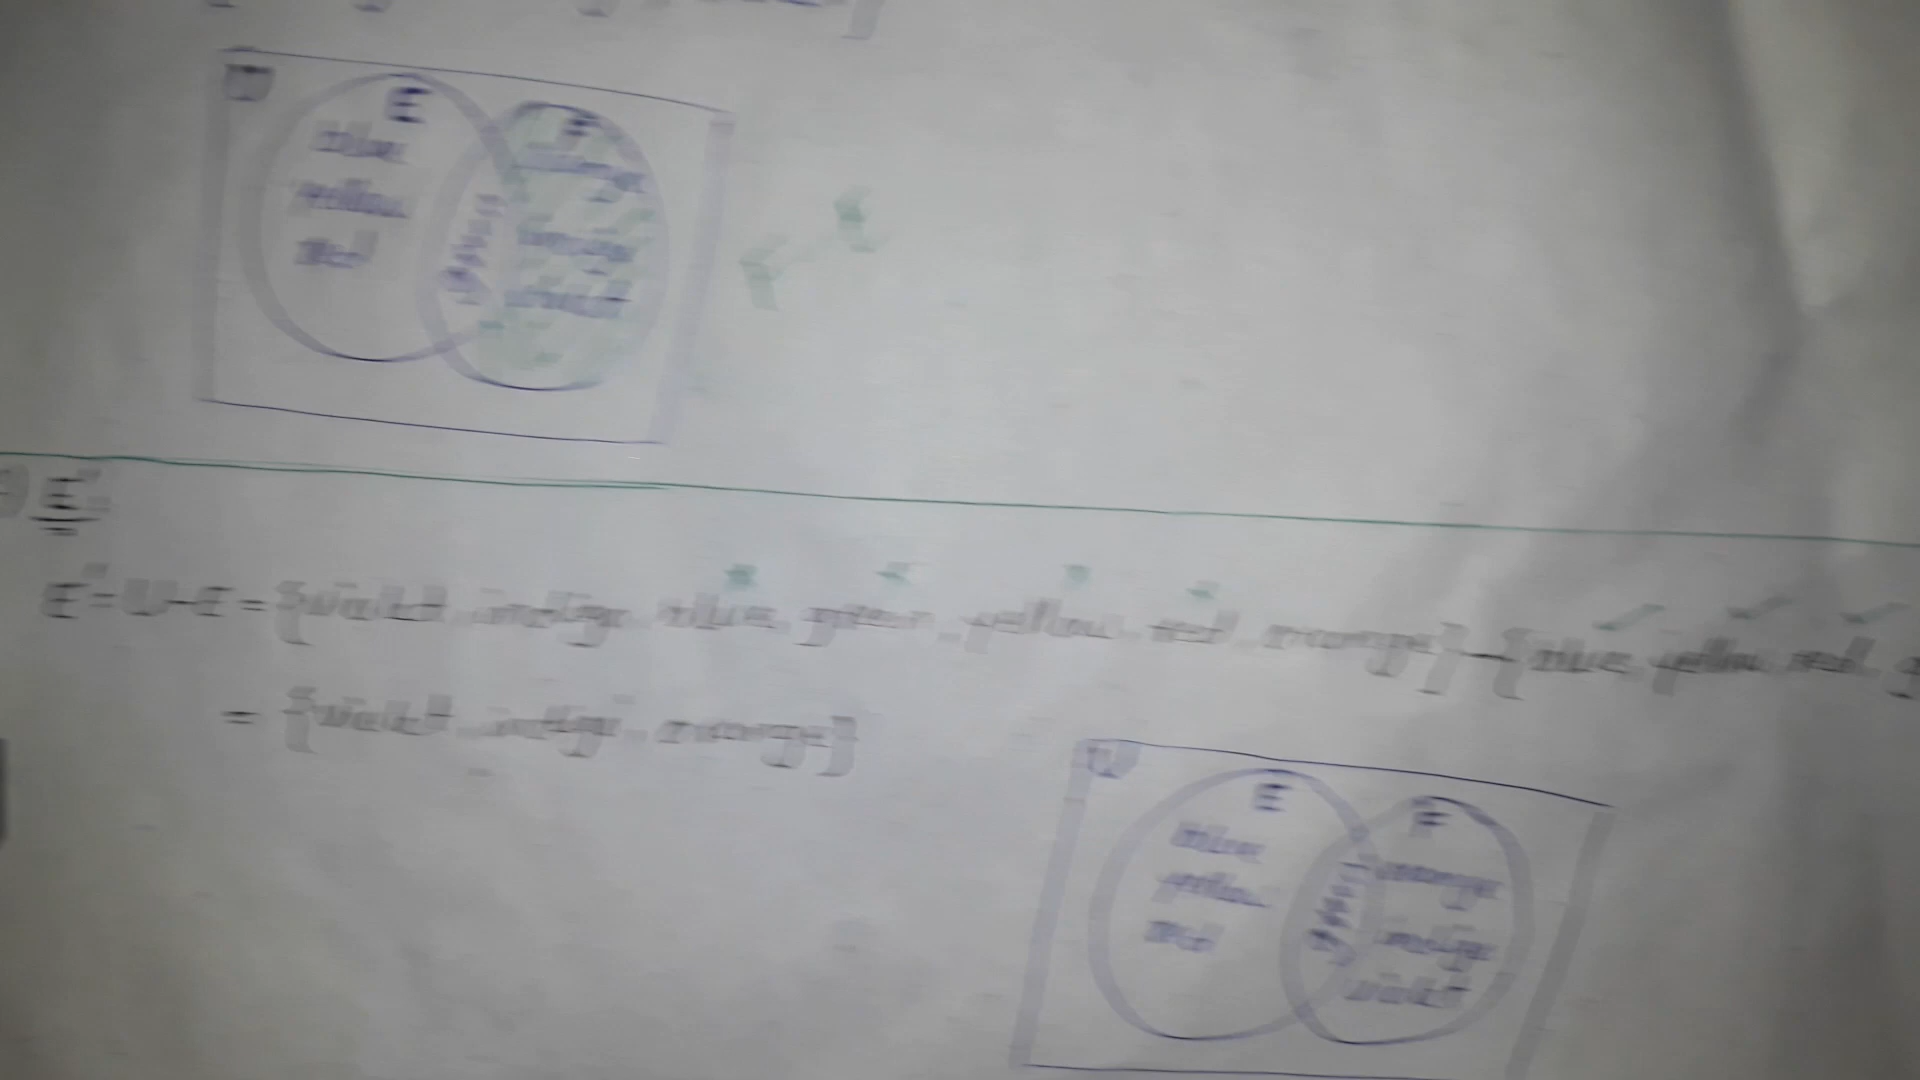 U
E
F
blue
yellow
Red
green
orange
indigo
violet
F-E
E'
E' = U-E = {violet, indigo, blue, green, yellow, red, orange} - {blue, yellow, red, g
= {violet, indigo, orange}
U
E
F
blue
yellow
Red
green
orange
indigo
violet